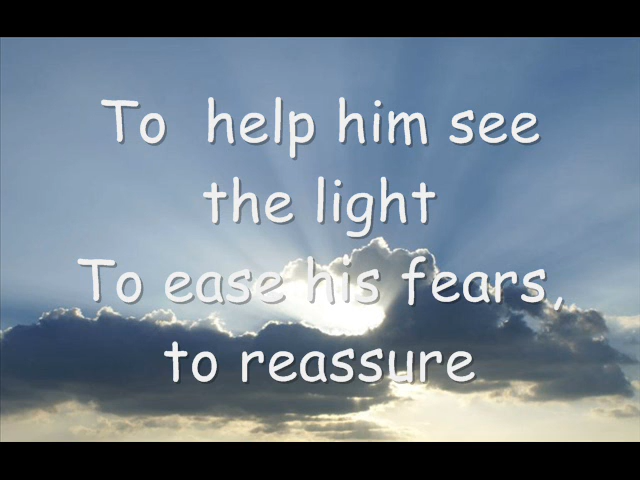 To help him see
the light
To ease his fears,
to reassure